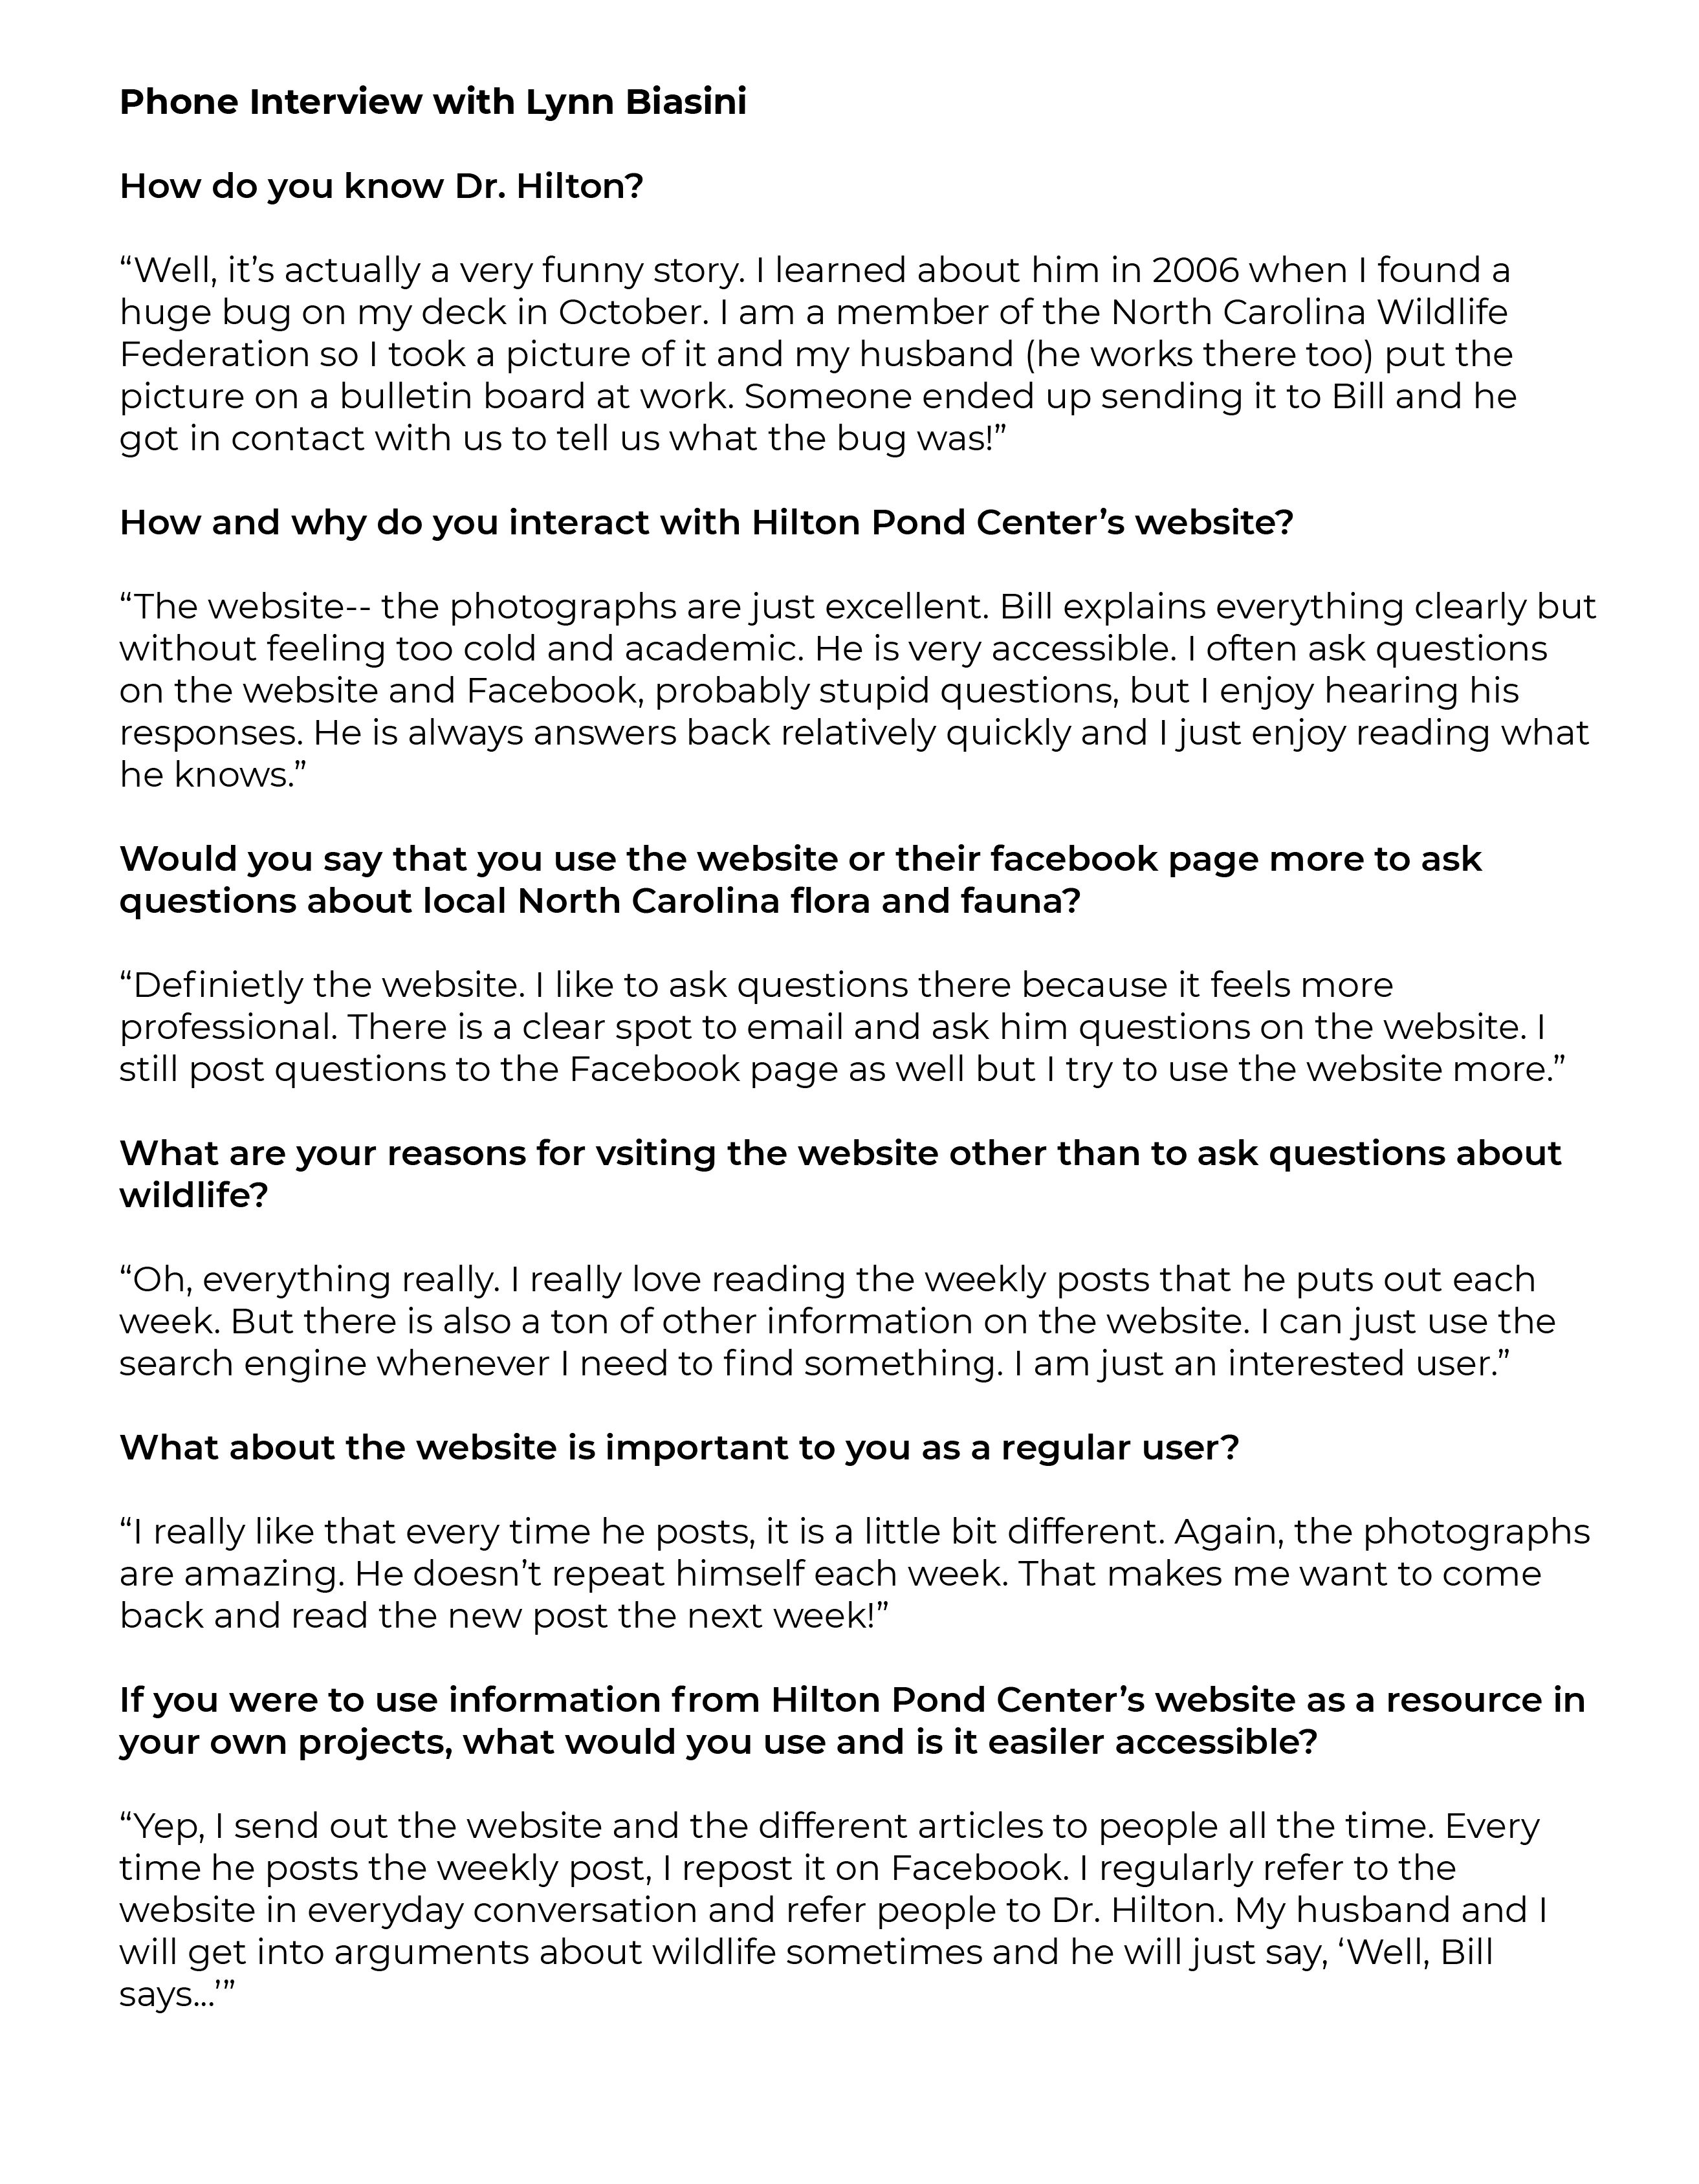 Phone Interview with Lynn Biasini
How do you know Dr. Hilton?
“Well, it’s actually a very funny story. I learned about him in 2006 when I found a
huge bug on my deck in October. I am a member of the North Carolina Wildlife
Federation so I took a picture of it and my husband (he works there too) put the
picture on a bulletin board at work. Someone ended up sending it to Bill and he
got in contact with us to tell us what the bug was!”
How and why do you interact with Hilton Pond Center’s website?
“The website-- the photographs are just excellent. Bill explains everything clearly but
without feeling too cold and academic. He is very accessible. I often ask questions
on the website and Facebook, probably stupid questions, but I enjoy hearing his
responses. He is always answers back relatively quickly and I just enjoy reading what
he knows.”
Would you say that you use the website or their facebook page more to ask
questions about local North Carolina flora and fauna?
“Definietly the website. I like to ask questions there because it feels more
professional. There is a clear spot to email and ask him questions on the website. I
still post questions to the Facebook page as well but I try to use the website more.”
What are your reasons for vsiting the website other than to ask questions about
wildlife?
“Oh, everything really. I really love reading the weekly posts that he puts out each
week. But there is also a ton of other information on the website. I can just use the
search engine whenever I need to find something. I am just an interested user.”
What about the website is important to you as a regular user?
“I really like that every time he posts, it is a little bit different. Again, the photographs
are amazing. He doesn’t repeat himself each week. That makes me want to come
back and read the new post the next week!”
If you were to use information from Hilton Pond Center’s website as a resource in
your own projects, what would you use and is it easiler accessible?
“Yep, I send out the website and the different articles to people all the time. Every
time he posts the weekly post, I repost it on Facebook. I regularly refer to the
website in everyday conversation and refer people to Dr. Hilton. My husband and I
will get into arguments about wildlife sometimes and he will just say, ‘Well, Bill
says...’”